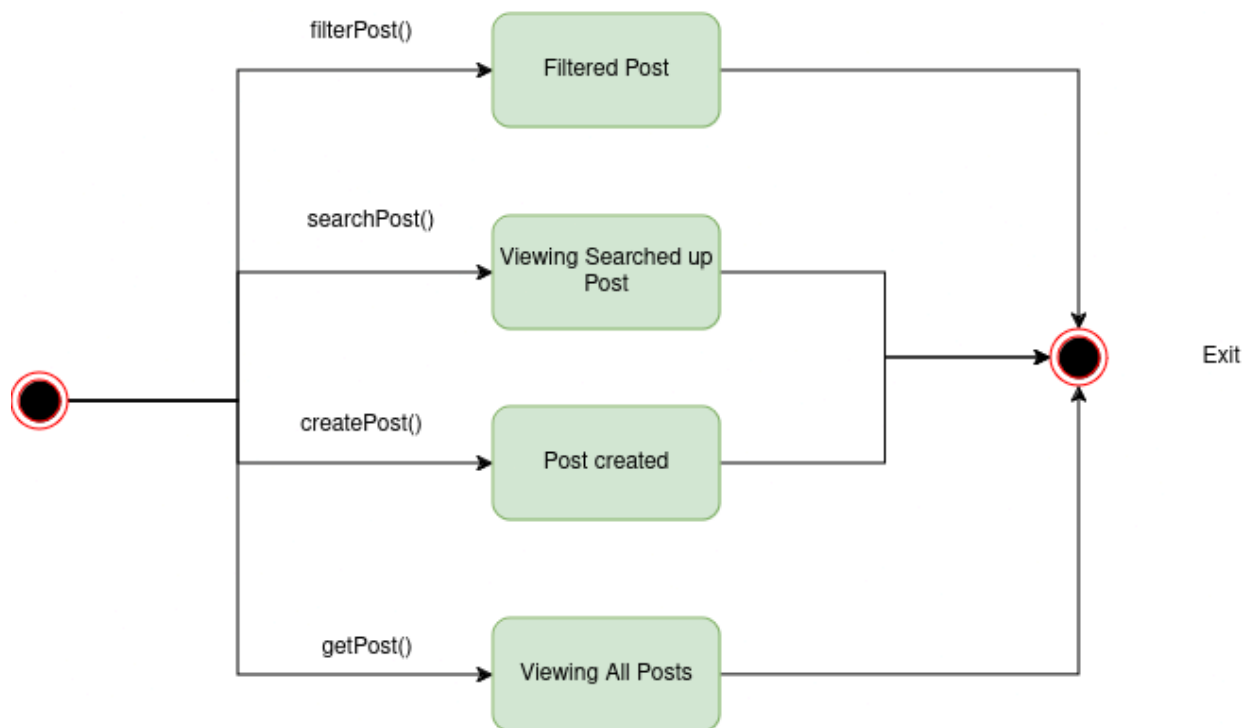 filterPost()
Filtered Post
searchPost()
Viewing Searched up
Post
Exit
createPost()
Post created
getPost()
Viewing All Posts